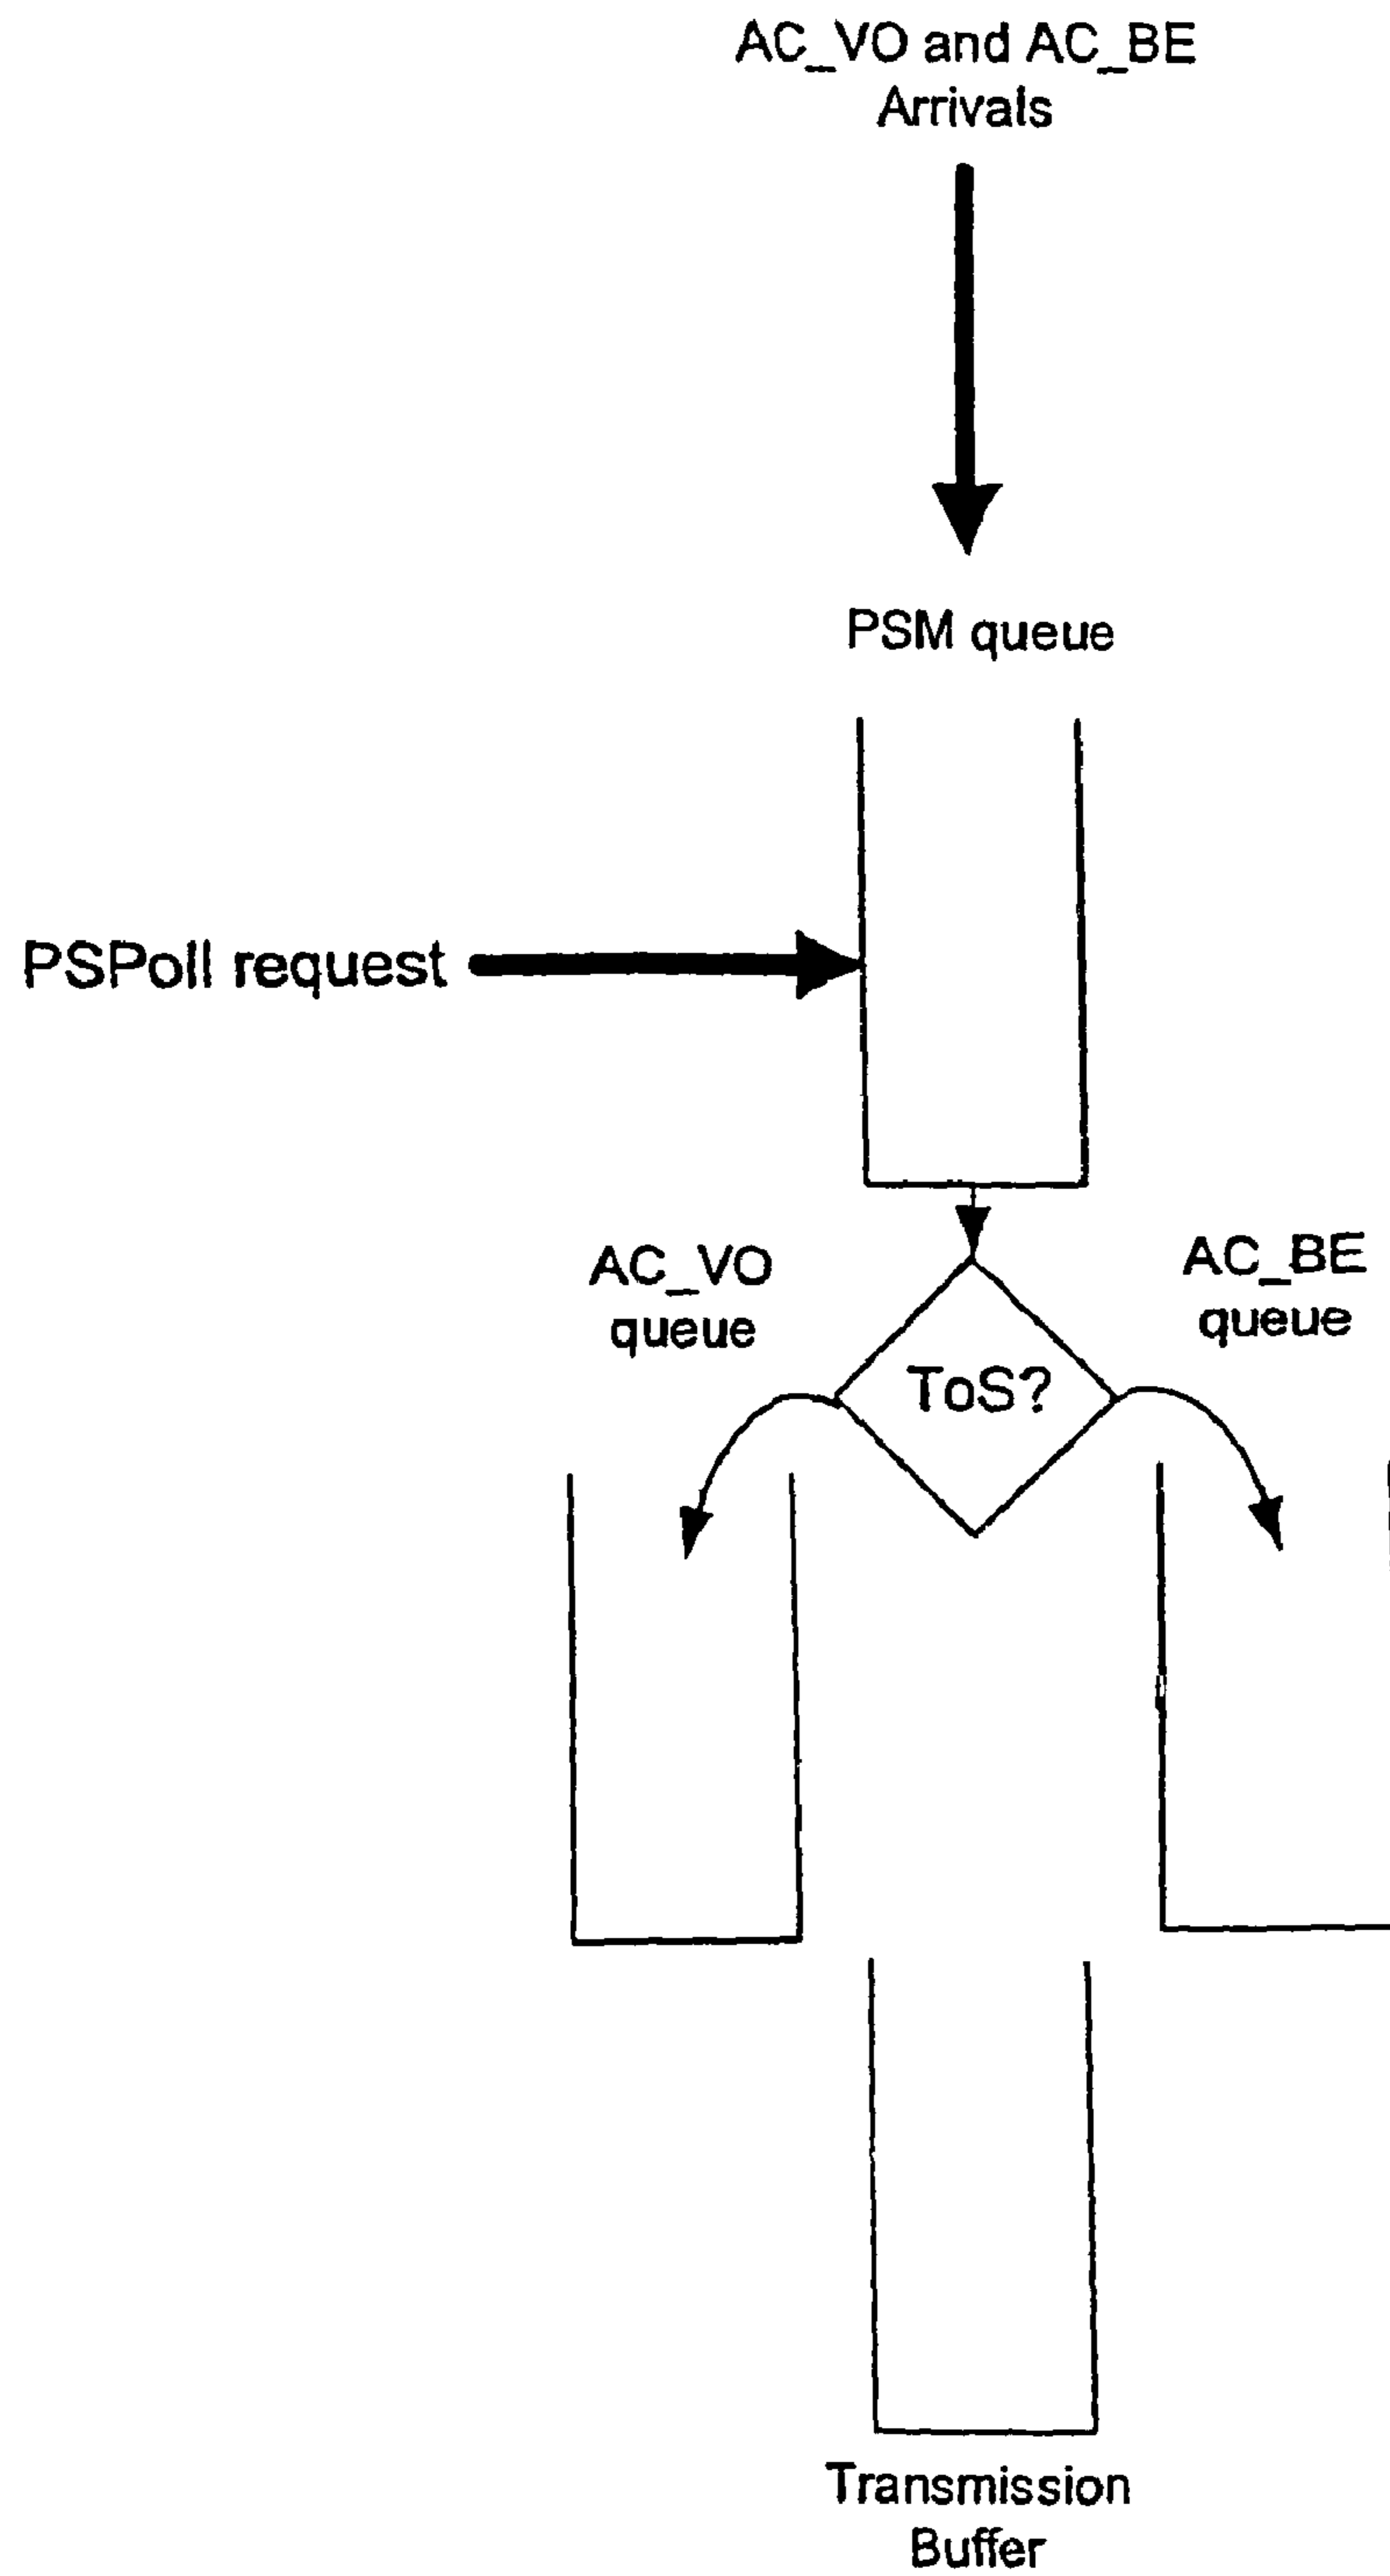 AC_VO and AC_BE
Arrivals
PSM queue
PSPoll request
AC_VO
queue
AC_BE
queue
ToS?
Transmission
Buffer